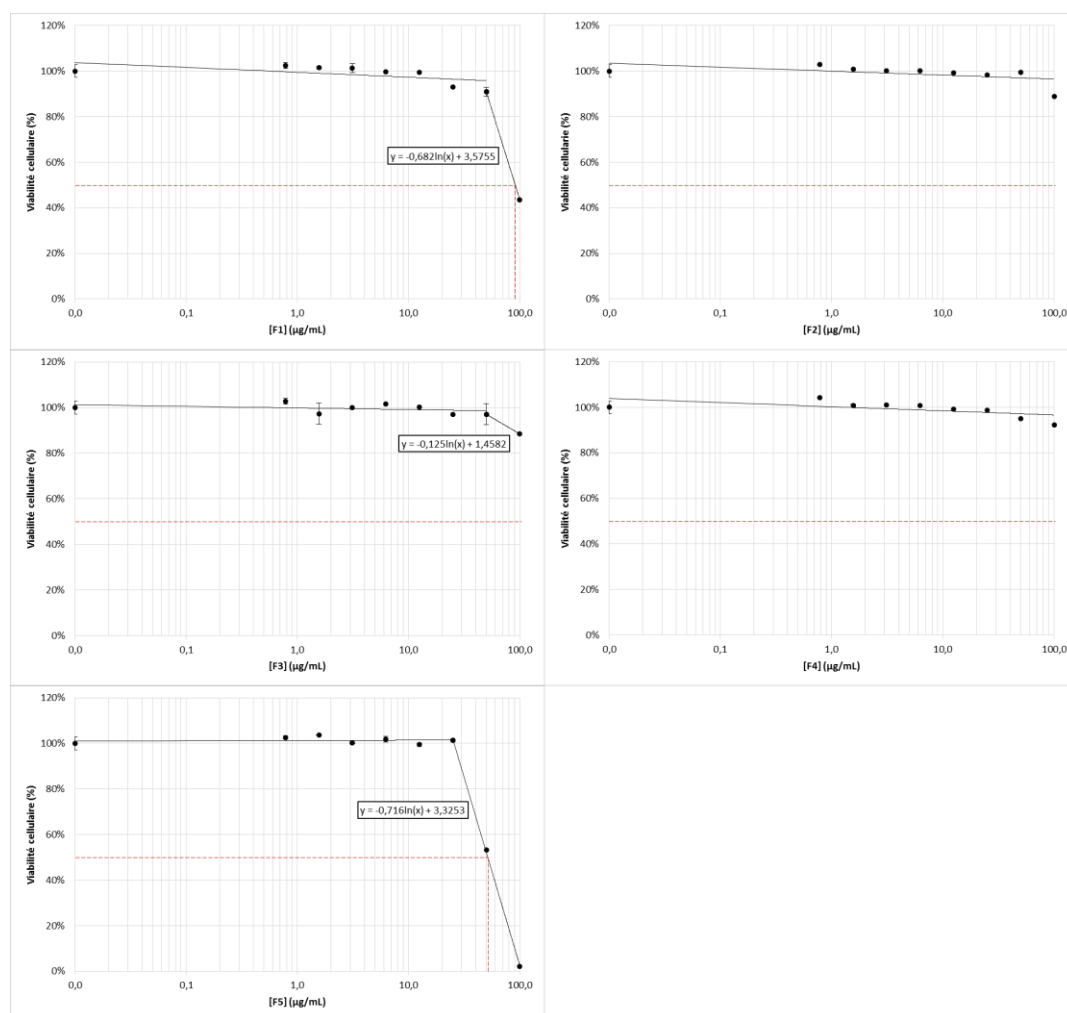 120%
100%
80%
60%
40%
20%
0%
Viabilité cellulaire (%)
y = -0,682ln(x) + 3,5755
0,0 0,1 1,0 10,0 100,0
[F1] (µg/mL)
120%
100%
80%
60%
40%
20%
0%
Viabilité cellularie (%)
0,0 0,1 1,0 10,0 100,0
[F2] (µg/mL)
120%
100%
80%
60%
40%
20%
0%
Viabilité cellulaire (%)
y = -0,125ln(x) + 1,4582
0,0 0,1 1,0 10,0 100,0
[F3] (µg/mL)
120%
100%
80%
60%
40%
20%
0%
Viabilité cellulaire (%)
0,0 0,1 1,0 10,0 100,0
[F4] (µg/mL)
120%
100%
80%
60%
40%
20%
0%
Viabilité cellulaire (%)
y = -0,716ln(x) + 3,3253
0,0 0,1 1,0 10,0 100,0
[F5] (µg/mL)